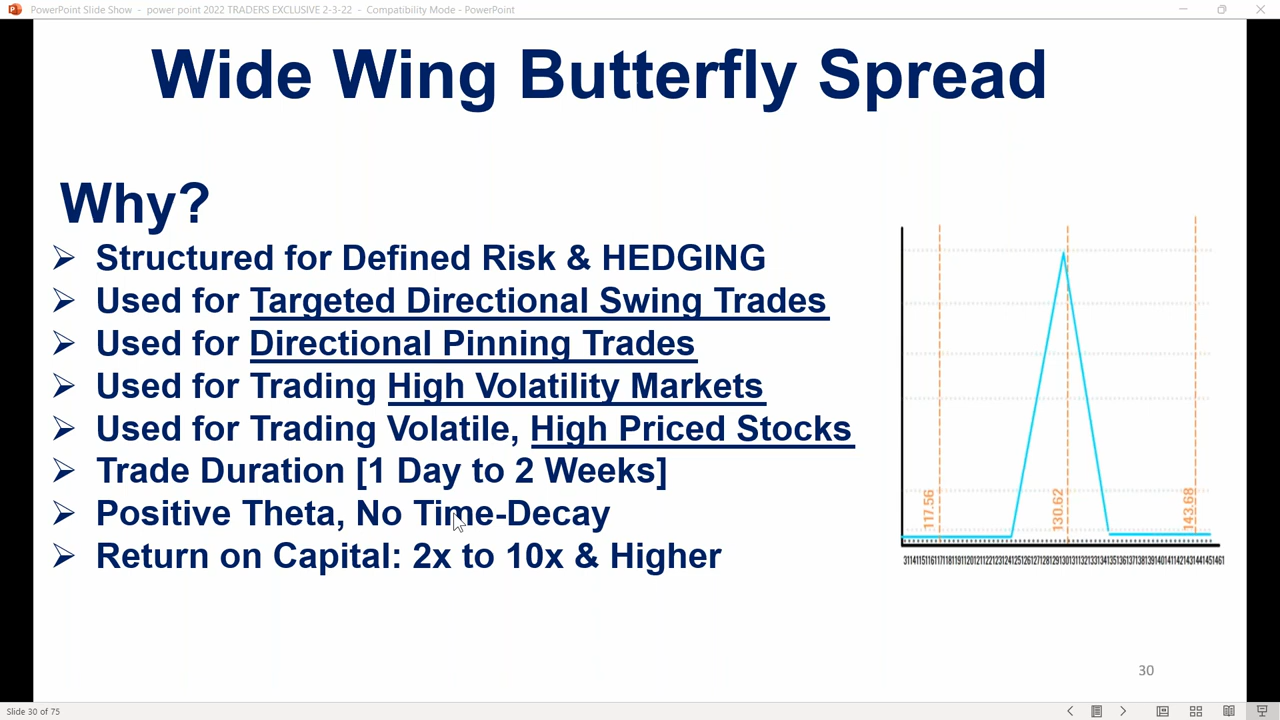 PowerPoint Slide Show - power point 2022 TRADERS EXCLUSIVE 2-3-22 - Compatibility Mode - PowerPoint
Wide Wing Butterfly Spread
Why?
Structured for Defined Risk & HEDGING
Used for Targeted Directional Swing Trades
Used for Directional Pinning Trades
Used for Trading High Volatility Markets
Used for Trading Volatile, High Priced Stocks
Trade Duration [1 Day to 2 Weeks]
Positive Theta, No Time-Decay
Return on Capital: 2x to 10x & Higher
117.56
130.62
143.68
30
Slide 30 of 75